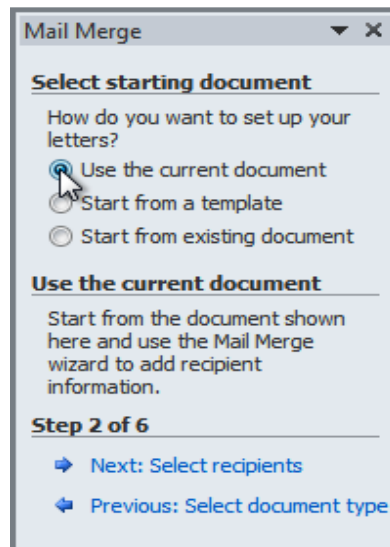 Mail Merge
Select starting document
How do you want to set up your
letters?
Use the current document
Start from a template
Start from existing document
Use the current document
Start from the document shown
here and use the Mail Merge
wizard to add recipient
information.
Step 2 of 6
Next: Select recipients
Previous: Select document type